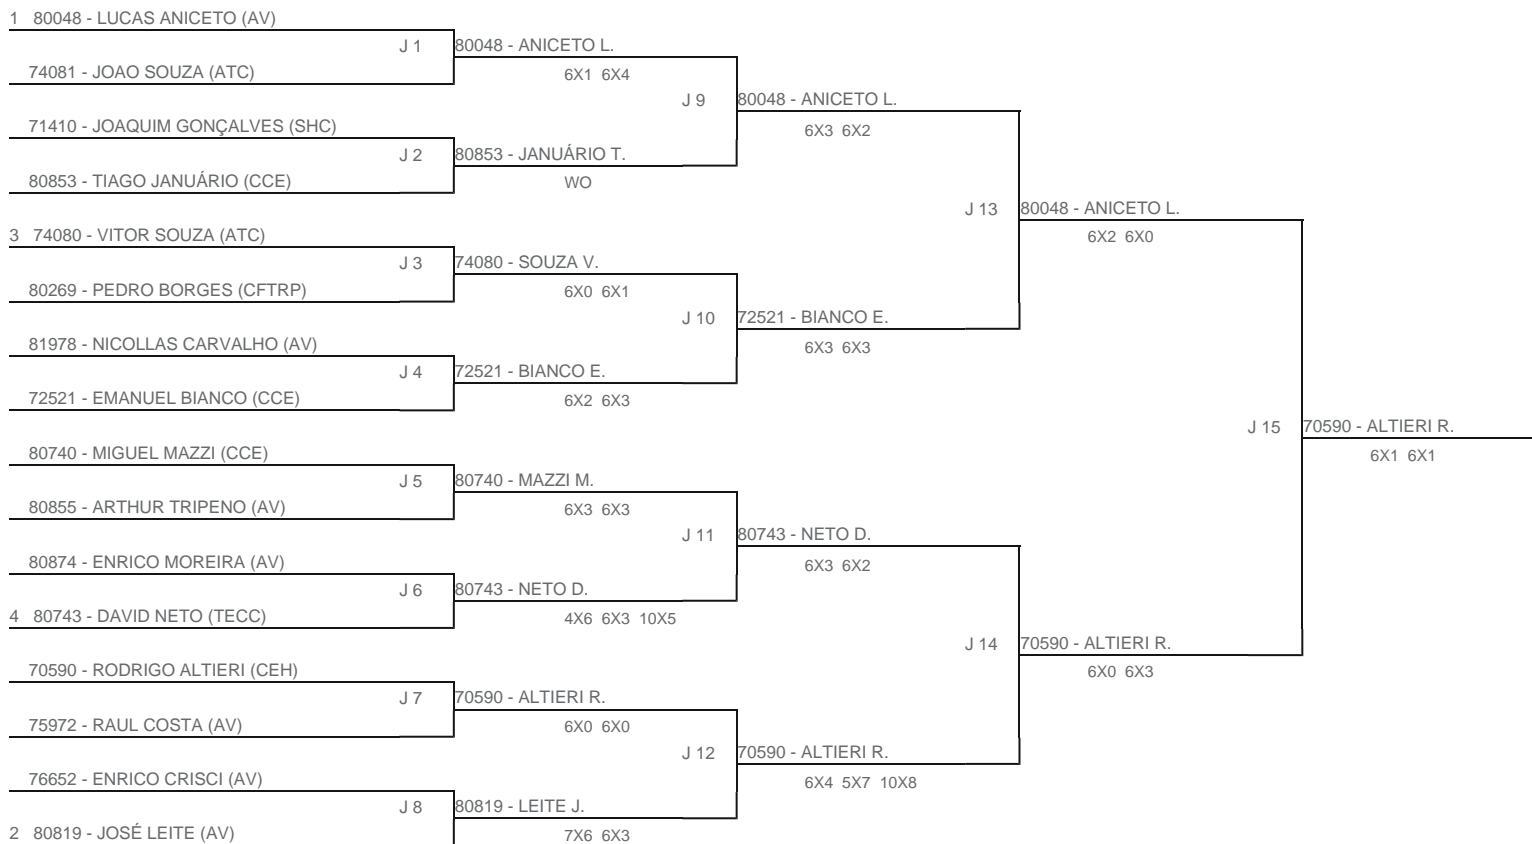 1 80048 - LUCAS ANICETO (AV)
J 1
80048 - ANICETO L.
74081 - JOAO SOUZA (ATC)
6X1 6X4
J 9
80048 - ANICETO L.
71410 - JOAQUIM GONÇALVES (SHC)
6X3 6X2
J 2
80853 - JANUÁRIO T.
80853 - TIAGO JANUÁRIO (CCE)
WO
J 13
80048 - ANICETO L.
3 74080 - VITOR SOUZA (ATC)
6X2 6X0
J 3
74080 - SOUZA V.
80269 - PEDRO BORGES (CFTRP)
6X0 6X1
J 10
72521 - BIANCO E.
81978 - NICOLLAS CARVALHO (AV)
6X3 6X3
J 4
72521 - BIANCO E.
72521 - EMANUEL BIANCO (CCE)
6X2 6X3
J 15
70590 - ALTIERI R.
80740 - MIGUEL MAZZI (CCE)
6X1 6X1
J 5
80740 - MAZZI M.
80855 - ARTHUR TRIPENO (AV)
6X3 6X3
J 11
80743 - NETO D.
80874 - ENRICO MOREIRA (AV)
6X3 6X2
J 6
80743 - NETO D.
4 80743 - DAVID NETO (TECC)
4X6 6X3 10X5
J 14
70590 - ALTIERI R.
70590 - RODRIGO ALTIERI (CEH)
6X0 6X3
J 7
70590 - ALTIERI R.
75972 - RAUL COSTA (AV)
6X0 6X0
J 12
70590 - ALTIERI R.
76652 - ENRICO CRISCI (AV)
6X4 5X7 10X8
J 8
80819 - LEITE J.
2 80819 - JOSÉ LEITE (AV)
7X6 6X3